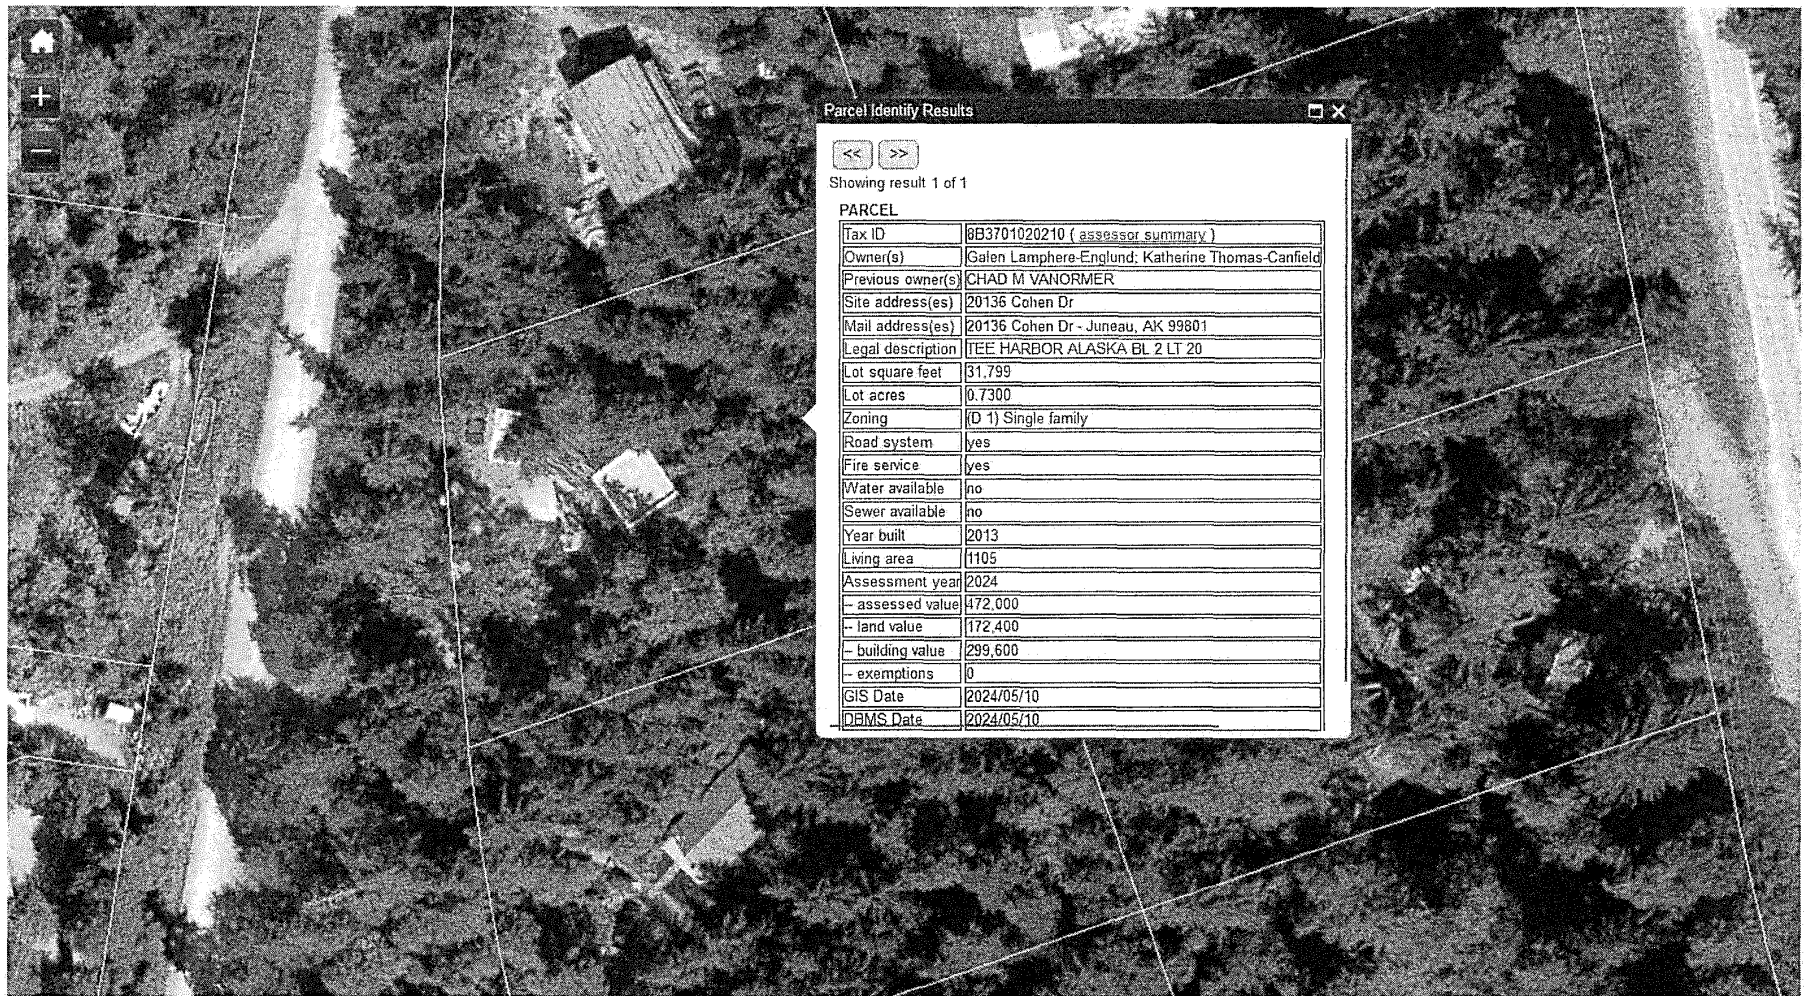 +
−
Parcel Identify Results
<< >>
Showing result 1 of 1
PARCEL
Tax ID 8B3701020210 ( assessor summary )
Owner(s) Galen Lamphere-Englund; Katherine Thomas-Canfield
Previous owner(s) CHAD M VANORMER
Site address(es) 20136 Cohen Dr
Mail address(es) 20136 Cohen Dr - Juneau, AK 99801
Legal description TEE HARBOR ALASKA BL 2 LT 20
Lot square feet 31,799
Lot acres 0.7300
Zoning (D 1) Single family
Road system yes
Fire service yes
Water available no
Sewer available no
Year built 2013
Living area 1105
Assessment year 2024
-- assessed value 472,000
-- land value 172,400
-- building value 299,600
-- exemptions 0
GIS Date 2024/05/10
DBMS Date 2024/05/10